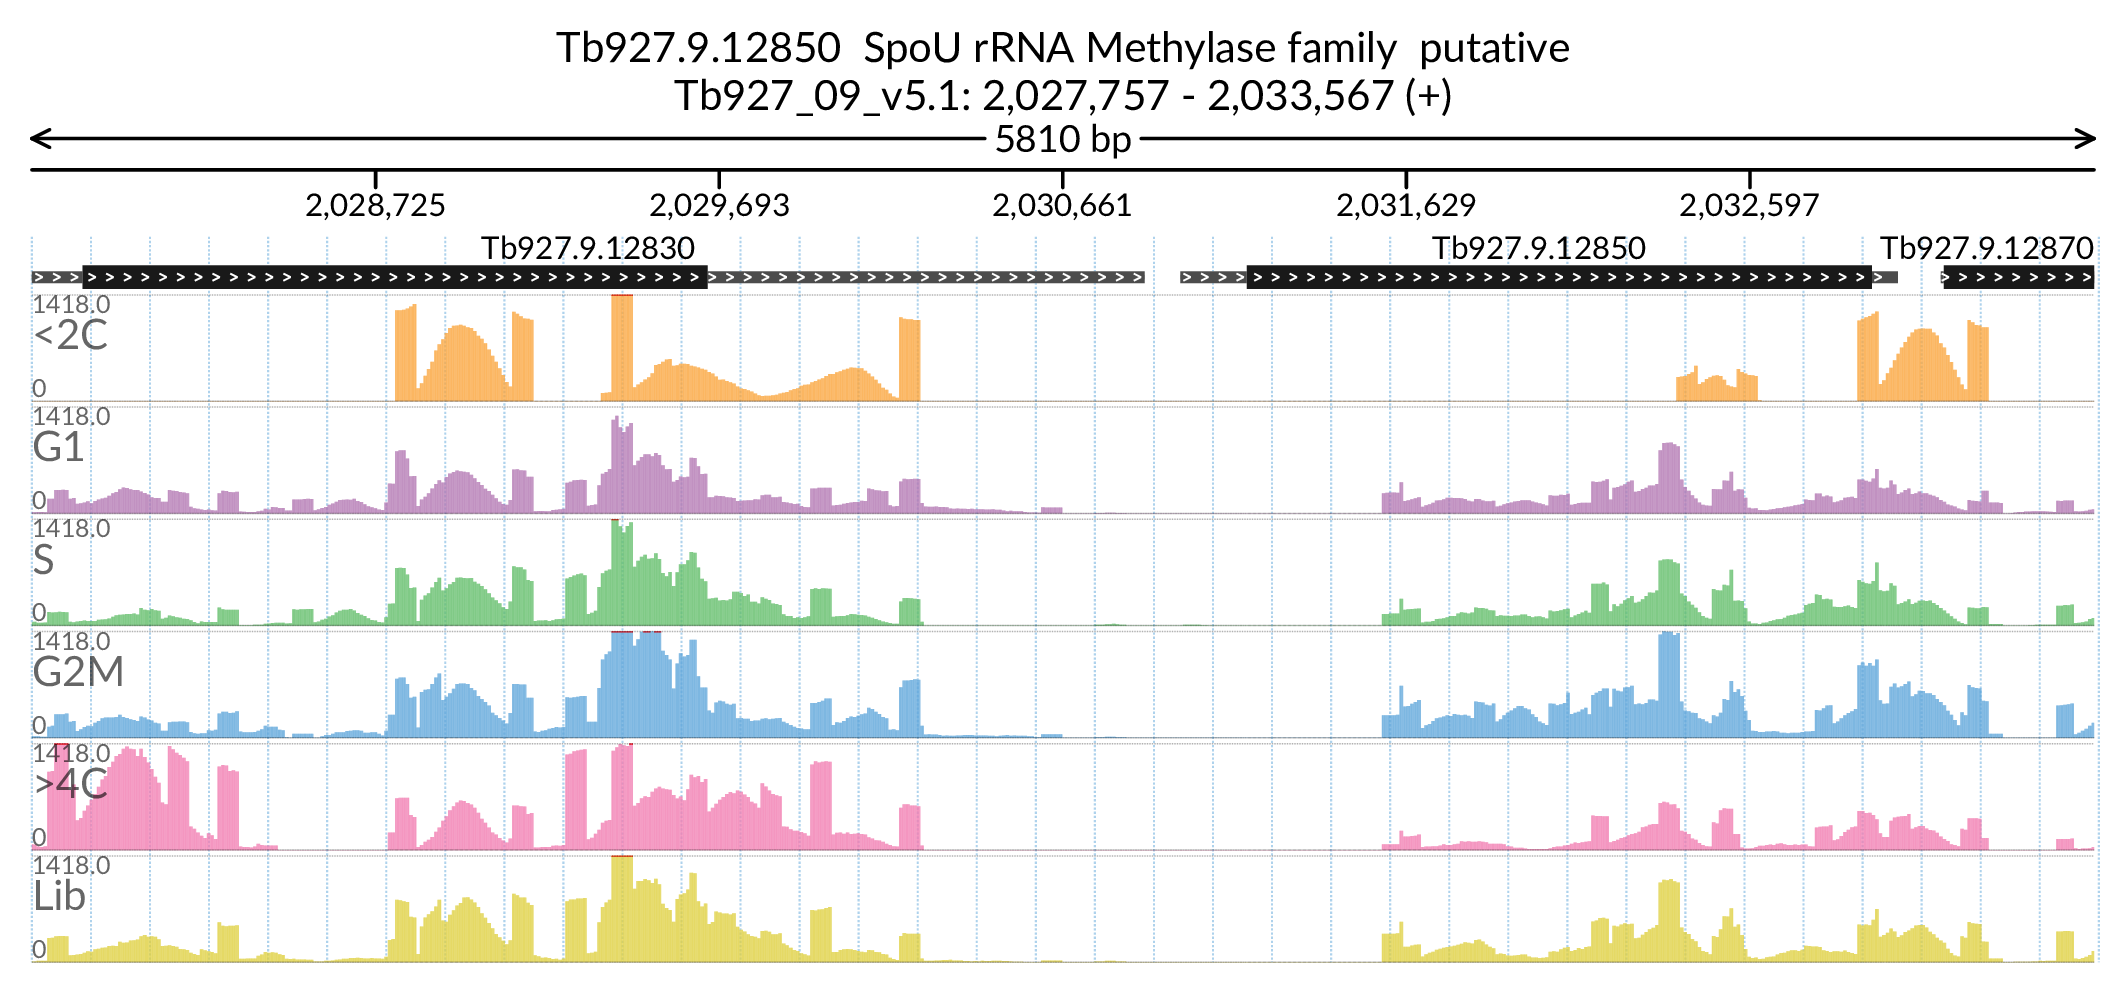 Tb927.9.12850  SpoU rRNA Methylase family  putative
Tb927_09_v5.1: 2,027,757 - 2,033,567 (+)
5810 bp
2,028,725 2,029,693 2,030,661 2,031,629 2,032,597
Tb927.9.12830 Tb927.9.12850 Tb927.9.12870
1418.0
<2C
0
1418.0
G1
0
1418.0
S
0
1418.0
G2M
0
1418.0
>4C
0
1418.0
Lib
0